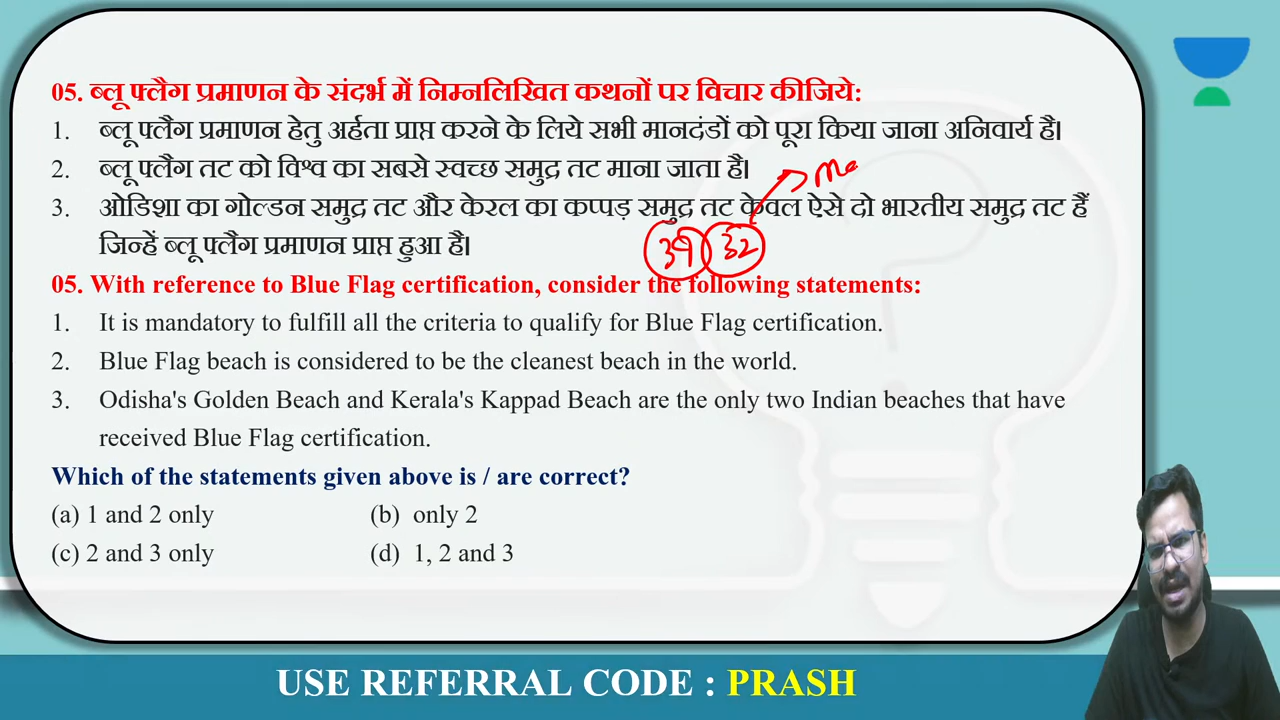 05. ब्लू फ्लैग प्रमाणन के संदर्भ में निम्नलिखित कथनों पर विचार कीजिये:
1. ब्लू फ्लैग प्रमाणन हेतु अर्हता प्राप्त करने के लिये सभी मानदंडों को पूरा किया जाना अनिवार्य है।
2. ब्लू फ्लैग तट को विश्व का सबसे स्वच्छ समुद्र तट माना जाता है।
3. ओडिशा का गोल्डन समुद्र तट और केरल का कप्पड़ समुद्र तट केवल ऐसे दो भारतीय समुद्र तट हैं
जिन्हें ब्लू फ्लैग प्रमाणन प्राप्त हुआ है।
32
05. With reference to Blue Flag certification, consider the following statements:
1. It is mandatory to fulfill all the criteria to qualify for Blue Flag certification.
2. Blue Flag beach is considered to be the cleanest beach in the world.
3. Odisha's Golden Beach and Kerala's Kappad Beach are the only two Indian beaches that have
received Blue Flag certification.
Which of the statements given above is / are correct?
(a) 1 and 2 only (b) only 2
(c) 2 and 3 only (d) 1, 2 and 3
USE REFERRAL CODE : PRASH